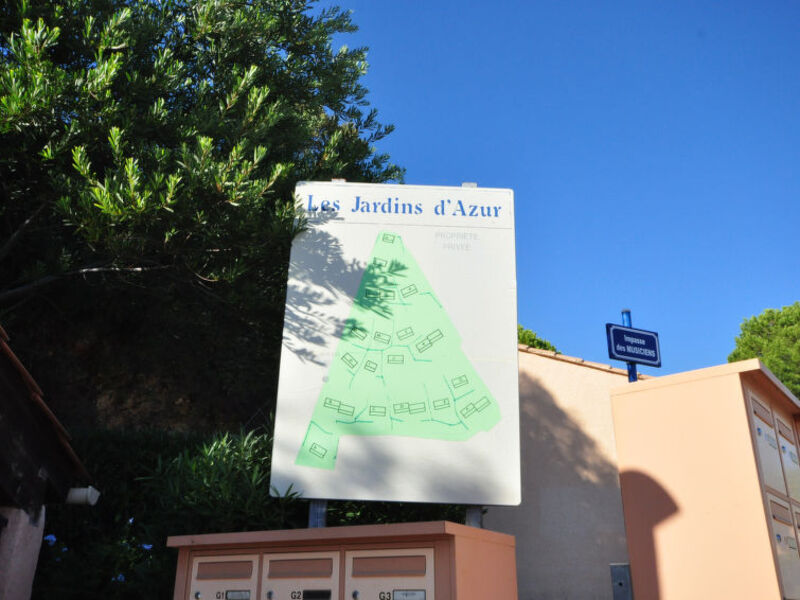 Les Jardins d'Azur
PROPRIETE
PRIVEE
Impasse
des MUSICIENS
G1
G2
G3